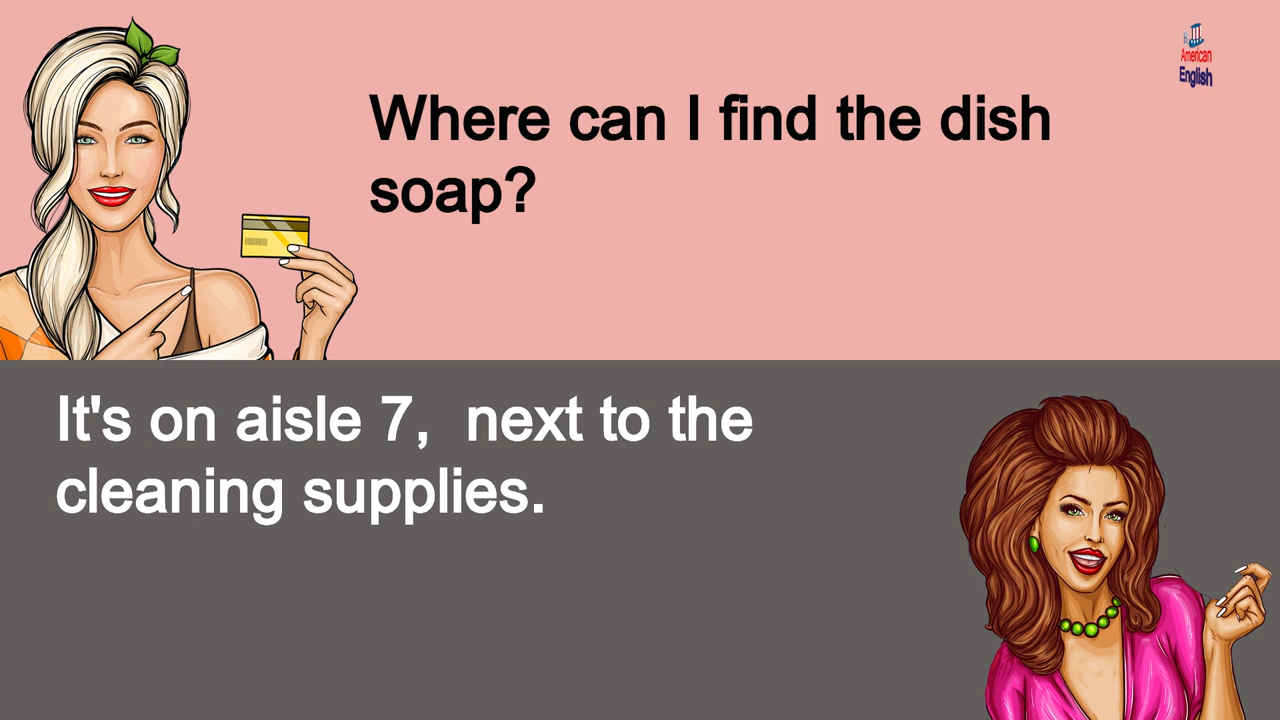 American
English
Where can I find the dish
soap?
It's on aisle 7,  next to the
cleaning supplies.